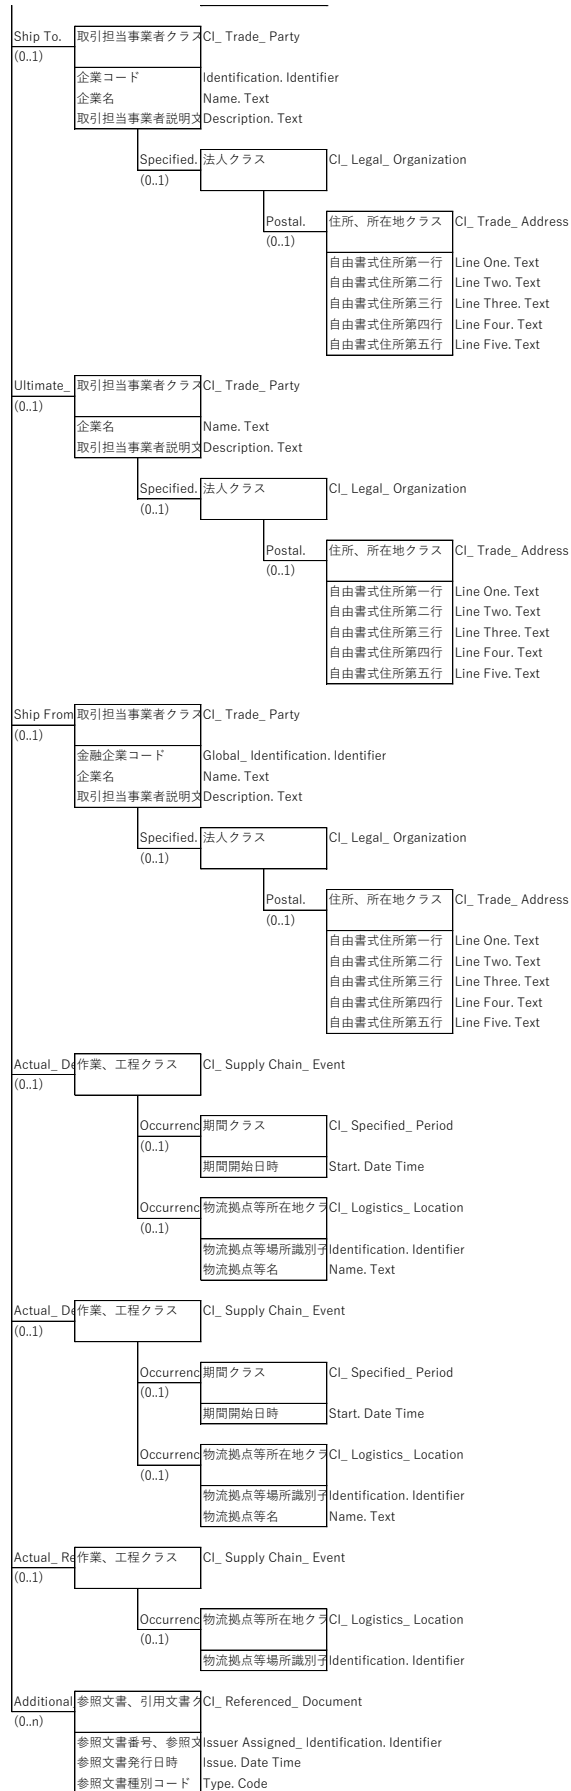 Ship To. 取引担当事業者クラス CI_ Trade_ Party
(0..1)
企業コード Identification. Identifier
企業名 Name. Text
取引担当事業者説明文 Description. Text
Specified. 法人クラス CI_ Legal_ Organization
(0..1)
Postal. 住所、所在地クラス CI_ Trade_ Address
(0..1)
自由書式住所第一行 Line One. Text
自由書式住所第二行 Line Two. Text
自由書式住所第三行 Line Three. Text
自由書式住所第四行 Line Four. Text
自由書式住所第五行 Line Five. Text
Ultimate_ 取引担当事業者クラス CI_ Trade_ Party
(0..1)
企業名 Name. Text
取引担当事業者説明文 Description. Text
Specified. 法人クラス CI_ Legal_ Organization
(0..1)
Postal. 住所、所在地クラス CI_ Trade_ Address
(0..1)
自由書式住所第一行 Line One. Text
自由書式住所第二行 Line Two. Text
自由書式住所第三行 Line Three. Text
自由書式住所第四行 Line Four. Text
自由書式住所第五行 Line Five. Text
Ship From 取引担当事業者クラス CI_ Trade_ Party
(0..1)
金融企業コード Global_ Identification. Identifier
企業名 Name. Text
取引担当事業者説明文 Description. Text
Specified. 法人クラス CI_ Legal_ Organization
(0..1)
Postal. 住所、所在地クラス CI_ Trade_ Address
(0..1)
自由書式住所第一行 Line One. Text
自由書式住所第二行 Line Two. Text
自由書式住所第三行 Line Three. Text
自由書式住所第四行 Line Four. Text
自由書式住所第五行 Line Five. Text
Actual_ De 作業、工程クラス CI_ Supply Chain_ Event
(0..1)
Occurrenc 期間クラス CI_ Specified_ Period
(0..1)
期間開始日時 Start. Date Time
Occurrenc 物流拠点等所在地クラ CI_ Logistics_ Location
(0..1)
物流拠点等場所識別子 Identification. Identifier
物流拠点等名 Name. Text
Actual_ De 作業、工程クラス CI_ Supply Chain_ Event
(0..1)
Occurrenc 期間クラス CI_ Specified_ Period
(0..1)
期間開始日時 Start. Date Time
Occurrenc 物流拠点等所在地クラ CI_ Logistics_ Location
(0..1)
物流拠点等場所識別子 Identification. Identifier
物流拠点等名 Name. Text
Actual_ Re 作業、工程クラス CI_ Supply Chain_ Event
(0..1)
Occurrenc 物流拠点等所在地クラ CI_ Logistics_ Location
(0..1)
物流拠点等場所識別子 Identification. Identifier
Additional 参照文書、引用文書ク CI_ Referenced_ Document
(0..n)
参照文書番号、参照文 Issuer Assigned_ Identification. Identifier
参照文書発行日時 Issue. Date Time
参照文書種別コード Type. Code